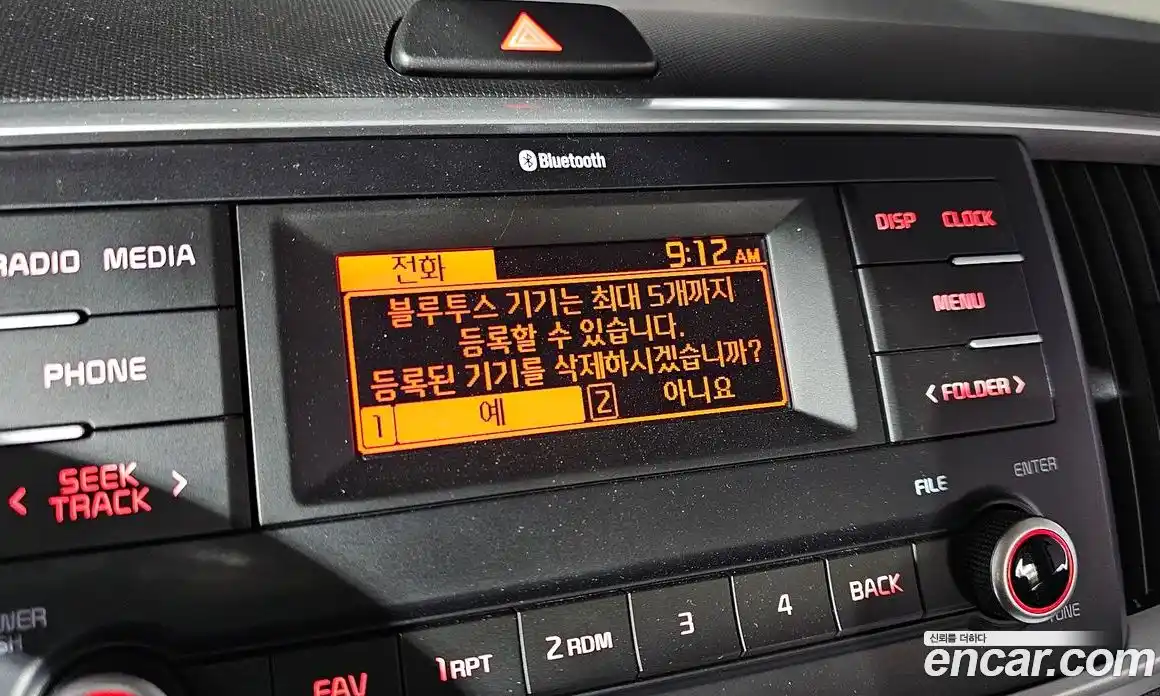 Bluetooth
RADIO MEDIA
DISP CLOCK
전화
9:12 AM
블루투스 기기는 최대 5개까지
등록할 수 있습니다.
등록된 기기를 삭제하시겠습니까?
1 예 2 아니요
MENU
PHONE
< FOLDER >
< SEEK
TRACK >
FILE
ENTER
TUNE
FAV
1 RPT
2 RDM
3
4
BACK
신뢰를 더하다
encar.com